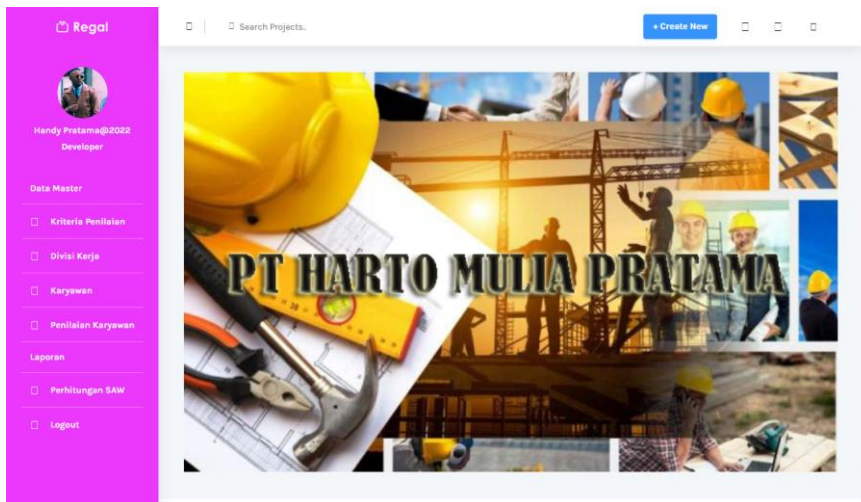 Regal
Search Projects..
+ Create New
Handy Pratama@2022
Developer
Data Master
Kriteria Penilaian
Divisi Kerja
Karyawan
Penilaian Karyawan
Laporan
Perhitungan SAW
Logout
PT HARTO MULIA PRATAMA